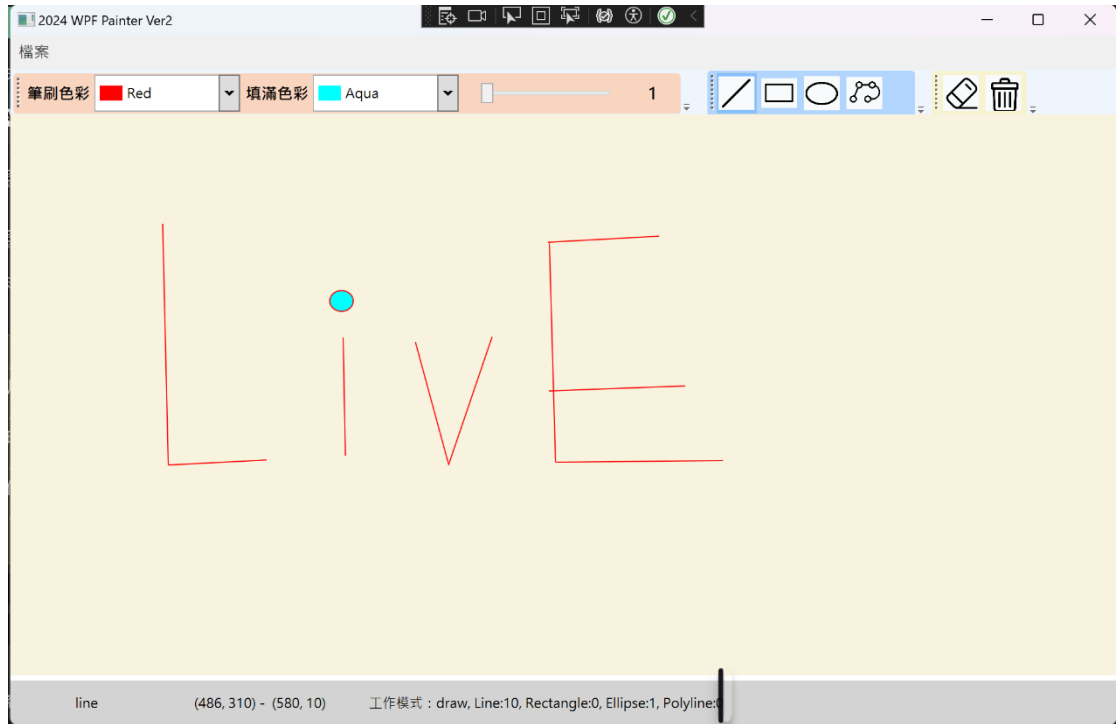 2024 WPF Painter Ver2
檔案
筆刷色彩 Red 填滿色彩 Aqua 1
LiVE
line (486, 310) - (580, 10) 工作模式：draw, Line:10, Rectangle:0, Ellipse:1, Polyline: